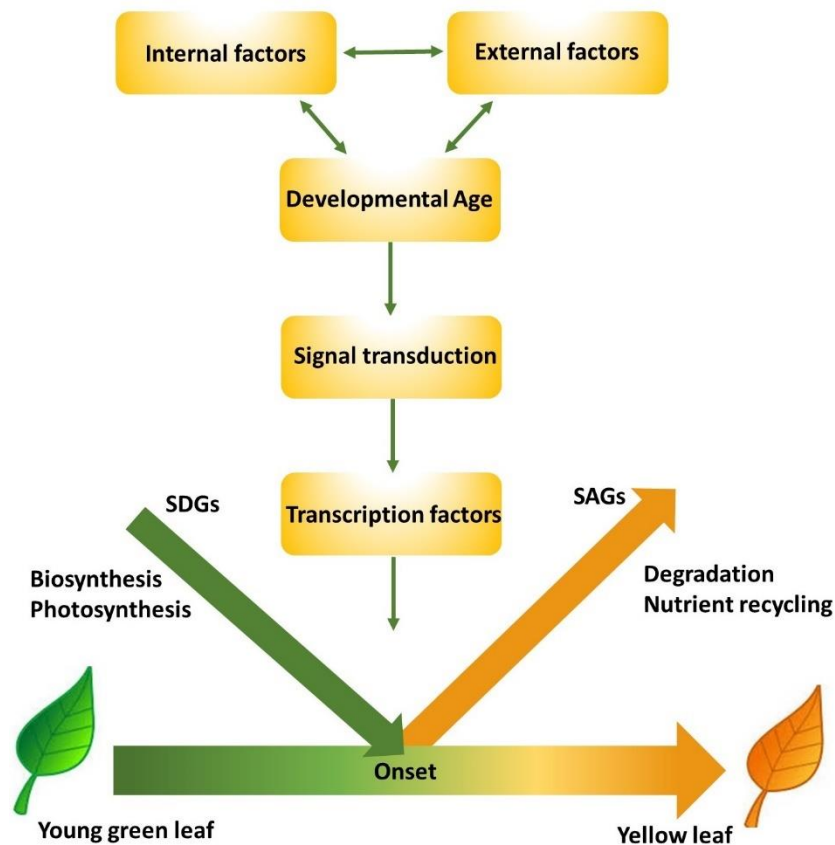 Internal factors
External factors
Developmental Age
Signal transduction
Transcription factors
SDGs
SAGs
Biosynthesis
Photosynthesis
Degradation
Nutrient recycling
Onset
Young green leaf
Yellow leaf